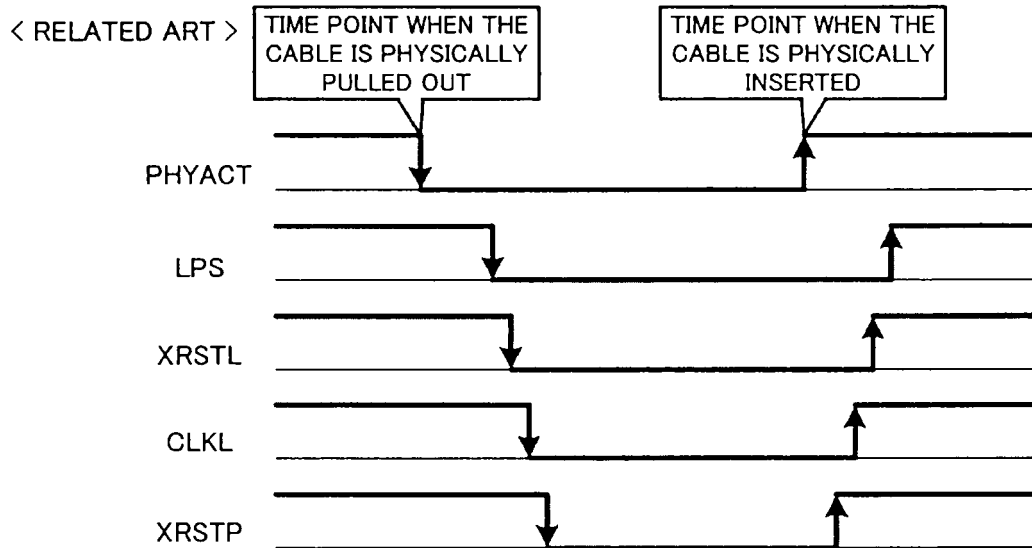 < RELATED ART >
TIME POINT WHEN THE
CABLE IS PHYSICALLY
PULLED OUT
TIME POINT WHEN THE
CABLE IS PHYSICALLY
INSERTED
PHYACT
LPS
XRSTL
CLKL
XRSTP